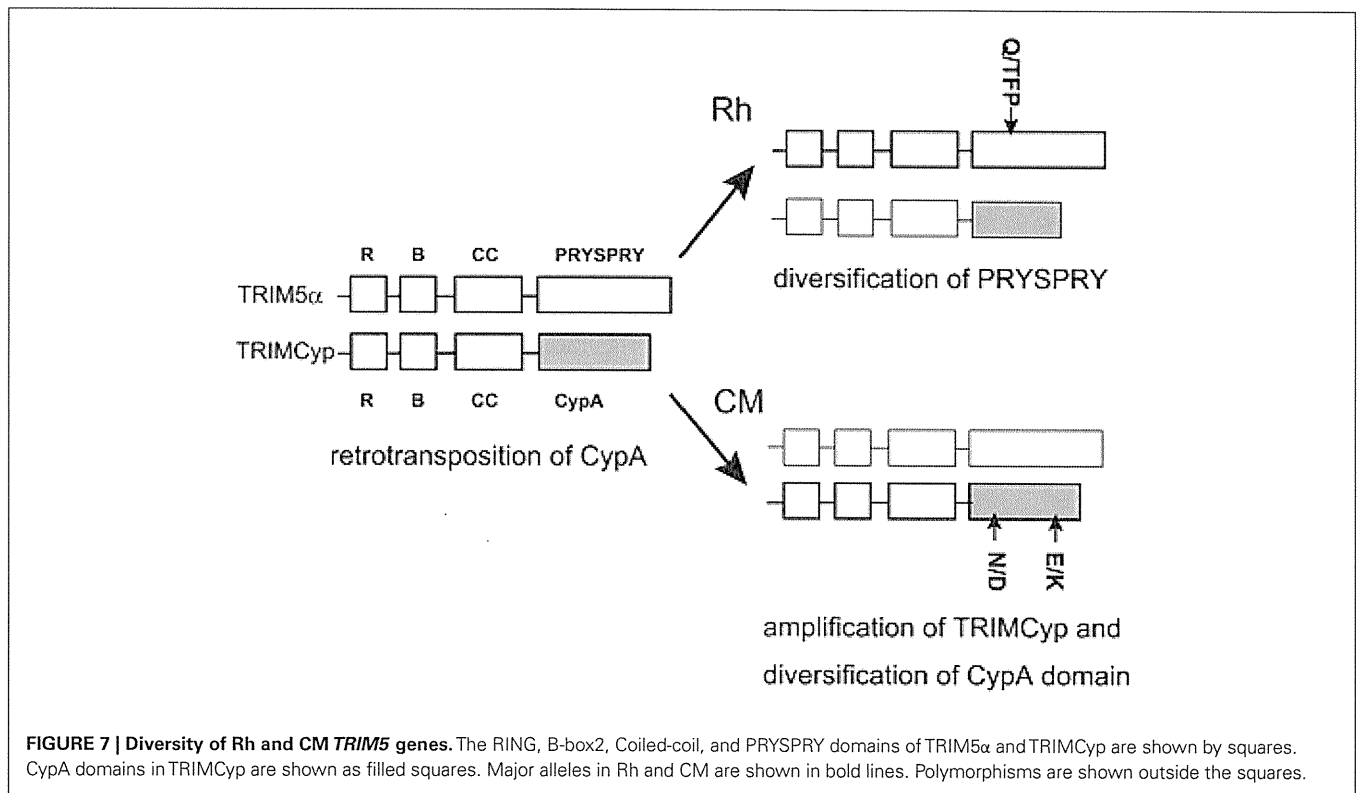 Q/TFP
Rh
R B CC PRYSPRY
TRIM5α
TRIMCyp
R B CC CypA
retrotransposition of CypA
diversification of PRYSPRY
CM
N/D
E/K
amplification of TRIMCyp and
diversification of CypA domain
FIGURE 7 | Diversity of Rh and CM TRIM5 genes. The RING, B-box2, Coiled-coil, and PRYSPRY domains of TRIM5α and TRIMCyp are shown by squares.
CypA domains in TRIMCyp are shown as filled squares. Major alleles in Rh and CM are shown in bold lines. Polymorphisms are shown outside the squares.